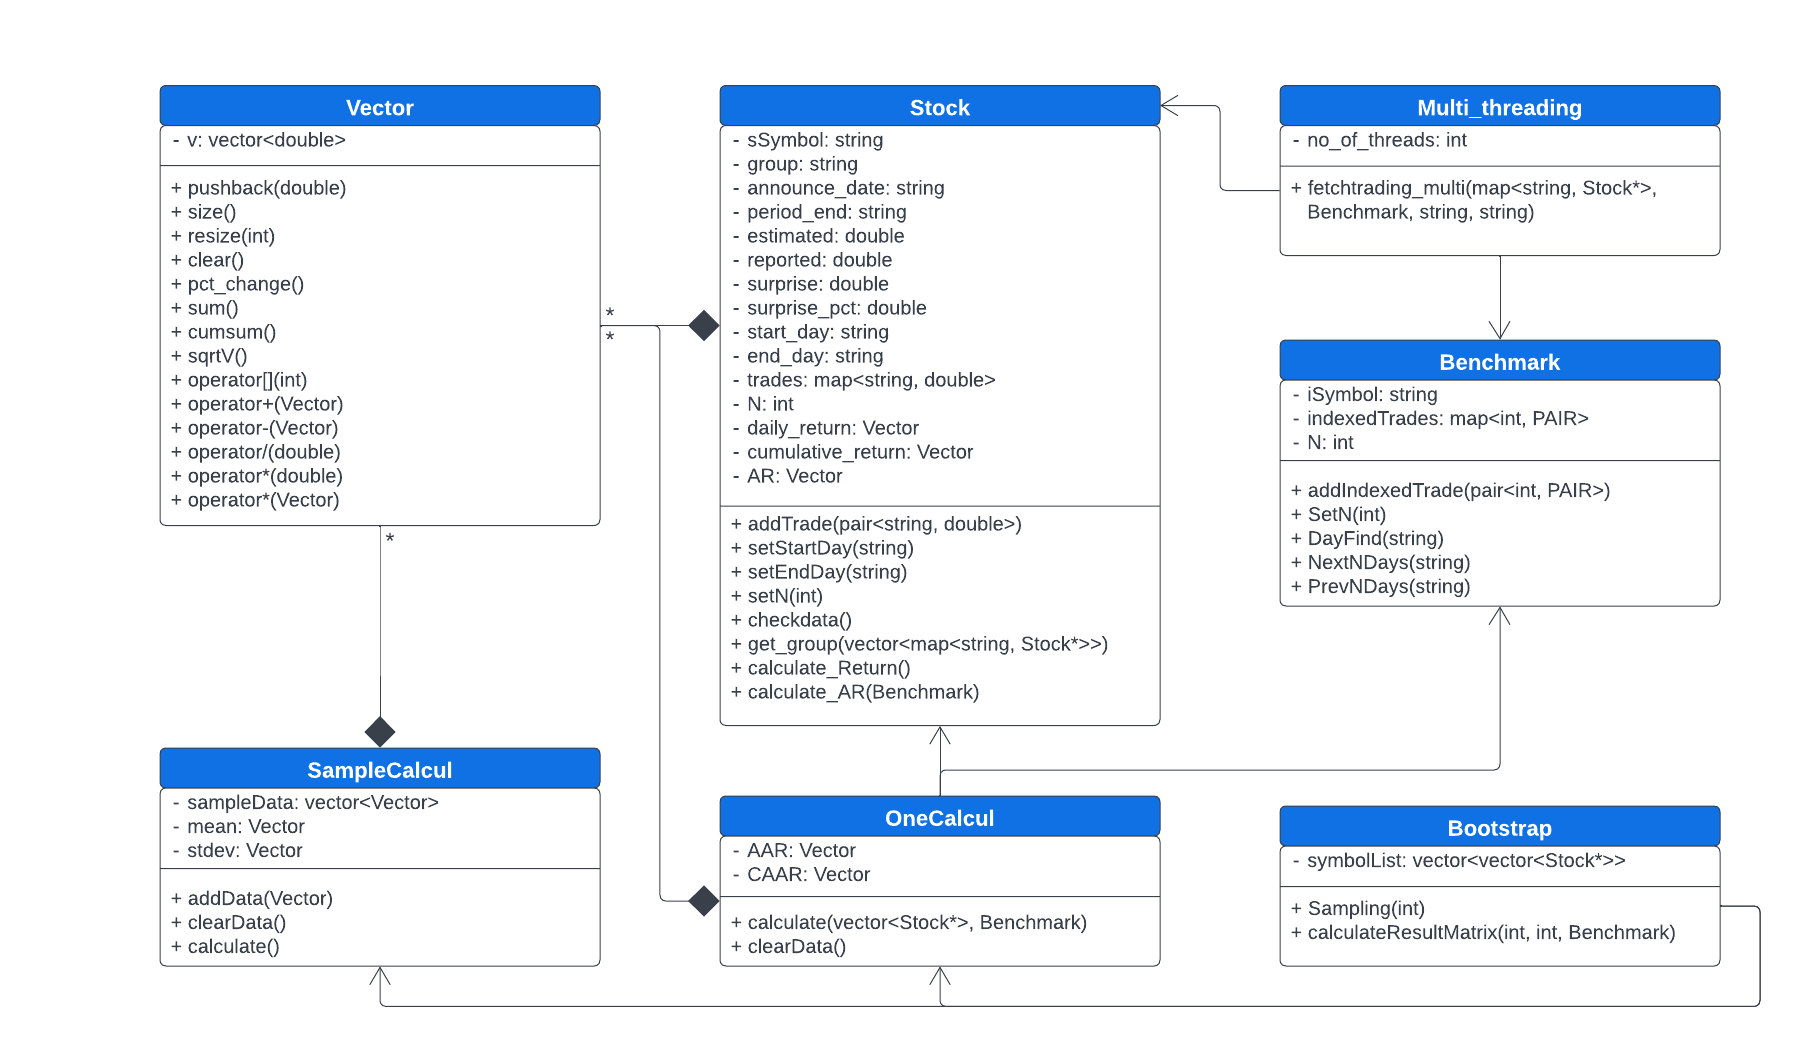 Vector
- v: vector<double>
+ pushback(double)
+ size()
+ resize(int)
+ clear()
+ pct_change()
+ sum()
+ cumsum()
+ sqrtV()
+ operator[](int)
+ operator+(Vector)
+ operator-(Vector)
+ operator/(double)
+ operator*(double)
+ operator*(Vector)
*
*
*
Stock
- sSymbol: string
- group: string
- announce_date: string
- period_end: string
- estimated: double
- reported: double
- surprise: double
- surprise_pct: double
- start_day: string
- end_day: string
- trades: map<string, double>
- N: int
- daily_return: Vector
- cumulative_return: Vector
- AR: Vector
+ addTrade(pair<string, double>)
+ setStartDay(string)
+ setEndDay(string)
+ setN(int)
+ checkdata()
+ get_group(vector<map<string, Stock*>>)
+ calculate_Return()
+ calculate_AR(Benchmark)
Multi_threading
- no_of_threads: int
+ fetchtrading_multi(map<string, Stock*>,
Benchmark, string, string)
Benchmark
- iSymbol: string
- indexedTrades: map<int, PAIR>
- N: int
+ addIndexedTrade(pair<int, PAIR>)
+ SetN(int)
+ DayFind(string)
+ NextNDays(string)
+ PrevNDays(string)
SampleCalcul
- sampleData: vector<Vector>
- mean: Vector
- stdev: Vector
+ addData(Vector)
+ clearData()
+ calculate()
OneCalcul
- AAR: Vector
- CAAR: Vector
+ calculate(vector<Stock*>, Benchmark)
+ clearData()
Bootstrap
- symbolList: vector<vector<Stock*>>
+ Sampling(int)
+ calculateResultMatrix(int, int, Benchmark)